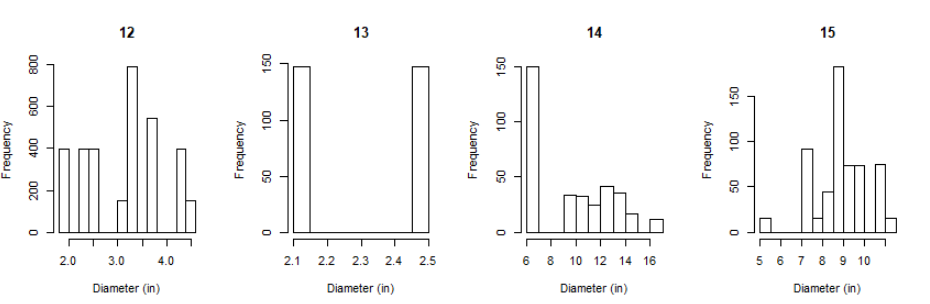 12
Frequency
0 200 400 600 800
2.0 3.0 4.0
Diameter (in)
13
Frequency
0 50 100 150
2.1 2.2 2.3 2.4 2.5
Diameter (in)
14
Frequency
0 50 100 150
6 8 10 12 14 16
Diameter (in)
15
Frequency
0 50 100 150
5 6 7 8 9 10
Diameter (in)